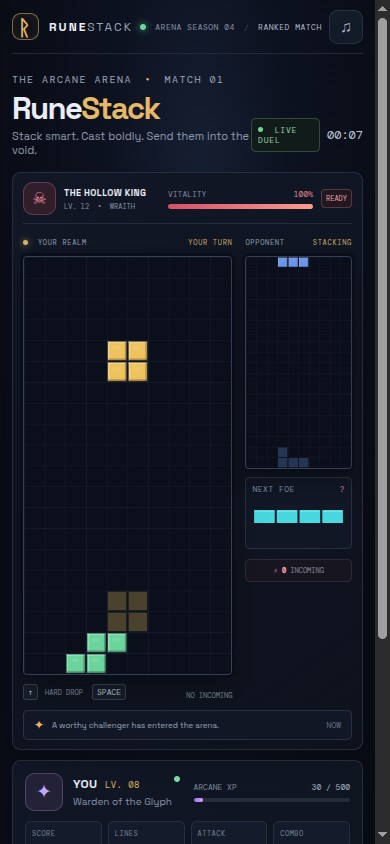 RUNESTACK
ARENA SEASON 04 / RANKED MATCH
THE ARCANE ARENA • MATCH 01
RuneStack
Stack smart. Cast boldly. Send them into the
void.
LIVE
DUEL
00:07
THE HOLLOW KING
LV. 12 • WRAITH
VITALITY 100%
READY
YOUR REALM YOUR TURN
OPPONENT STACKING
NEXT FOE ?
⚡ 0 INCOMING
↑ HARD DROP SPACE
NO INCOMING
A worthy challenger has entered the arena. NOW
YOU LV. 08
Warden of the Glyph
ARCANE XP 30 / 500
SCORE LINES ATTACK COMBO